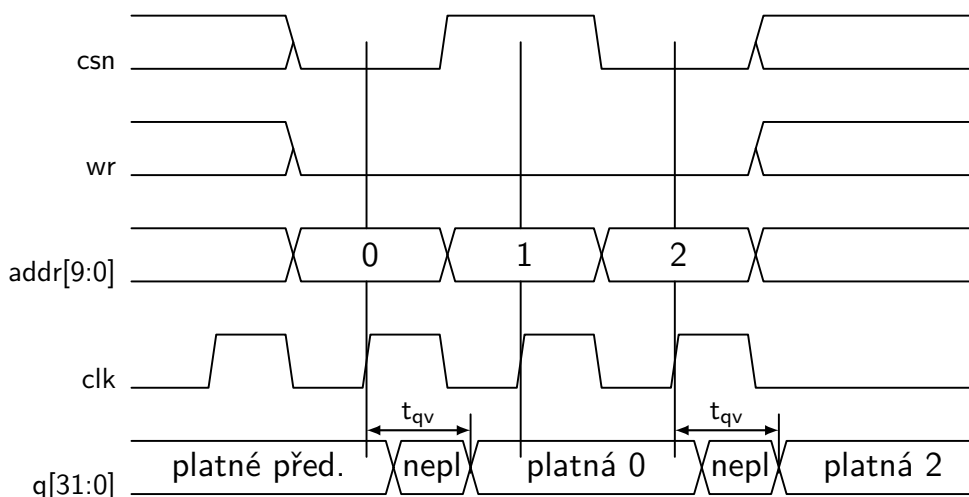 csn
wr
addr[9:0] 0 1 2
clk
t_qv t_qv
q[31:0] platné před. nepl platná 0 nepl platná 2